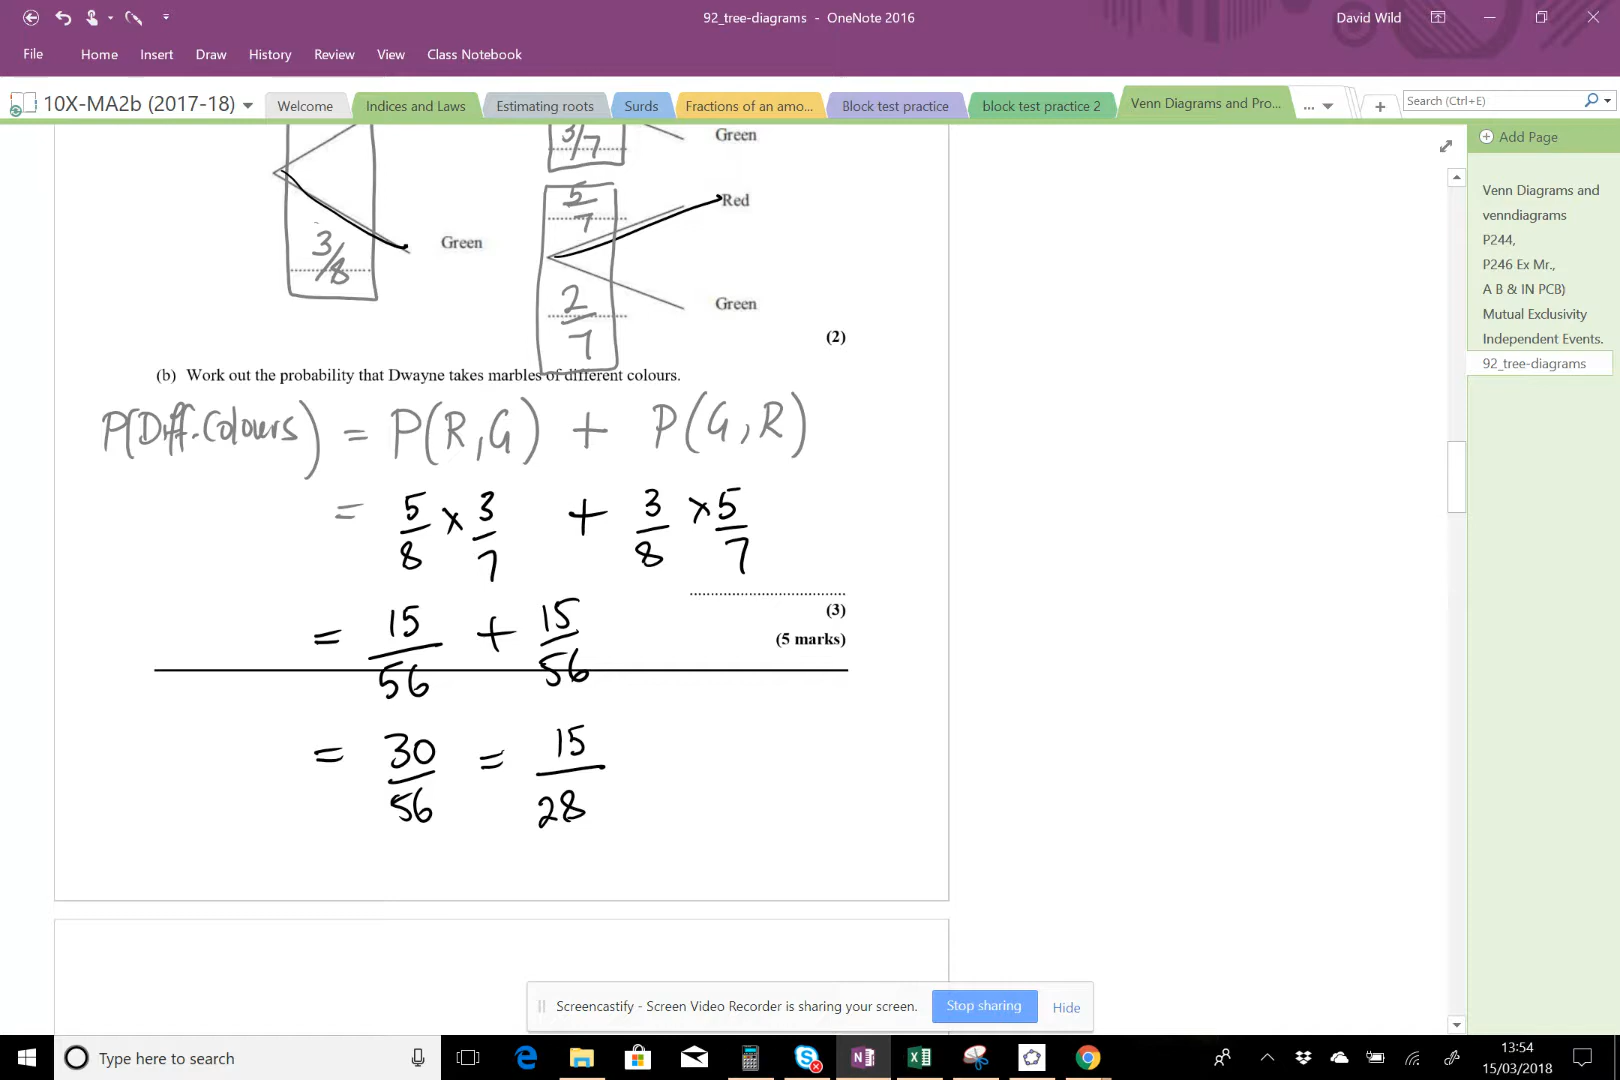 92_tree-diagrams - OneNote 2016
David Wild
File Home Insert Draw History Review View Class Notebook
10X-MA2b (2017-18)
Welcome Indices and Laws Estimating roots Surds Fractions of an amo... Block test practice block test practice 2 Venn Diagrams and Pro... ... + Search (Ctrl+E)
Add Page
Venn Diagrams and
venndiagrams
P244,
P246 Ex Mr.,
A B & IN PCB)
Mutual Exclusivity
Independent Events.
92_tree-diagrams
3/7 Green
5/7 Red
3/8 Green
2/7 Green
(2)
(b) Work out the probability that Dwayne takes marbles of different colours.
P(Diff. Colours) = P(R,G) + P(G,R)
= 5/8 × 3/7 + 3/8 × 5/7
(3)
= 15/56 + 15/56
(5 marks)
= 30/56 = 15/28
Screencastify - Screen Video Recorder is sharing your screen. Stop sharing Hide
Type here to search
13:54
15/03/2018